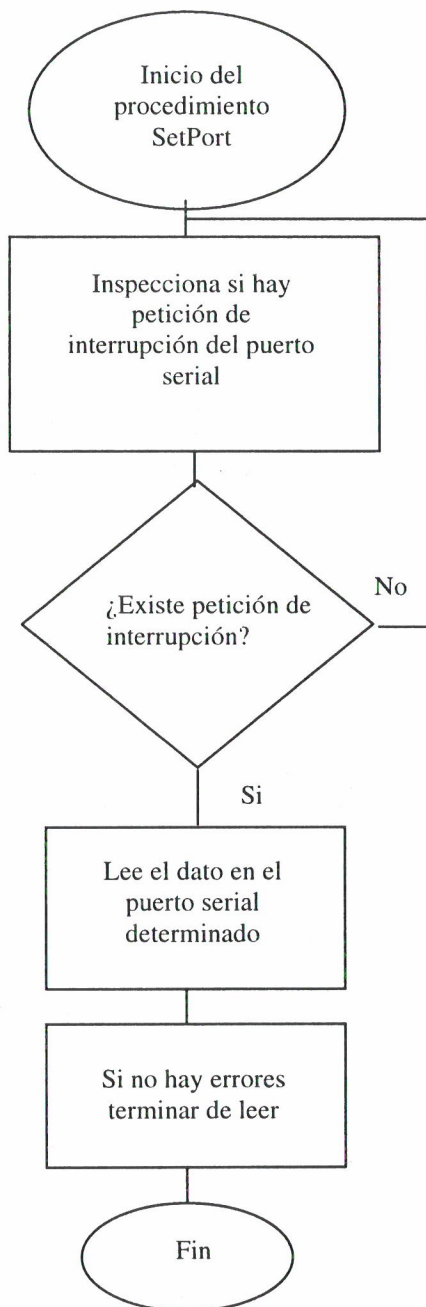 Inicio del
procedimiento
SetPort
Inspecciona si hay
petición de
interrupción del puerto
serial
¿Existe petición de
interrupción?
No
Si
Lee el dato en el
puerto serial
determinado
Si no hay errores
terminar de leer
Fin